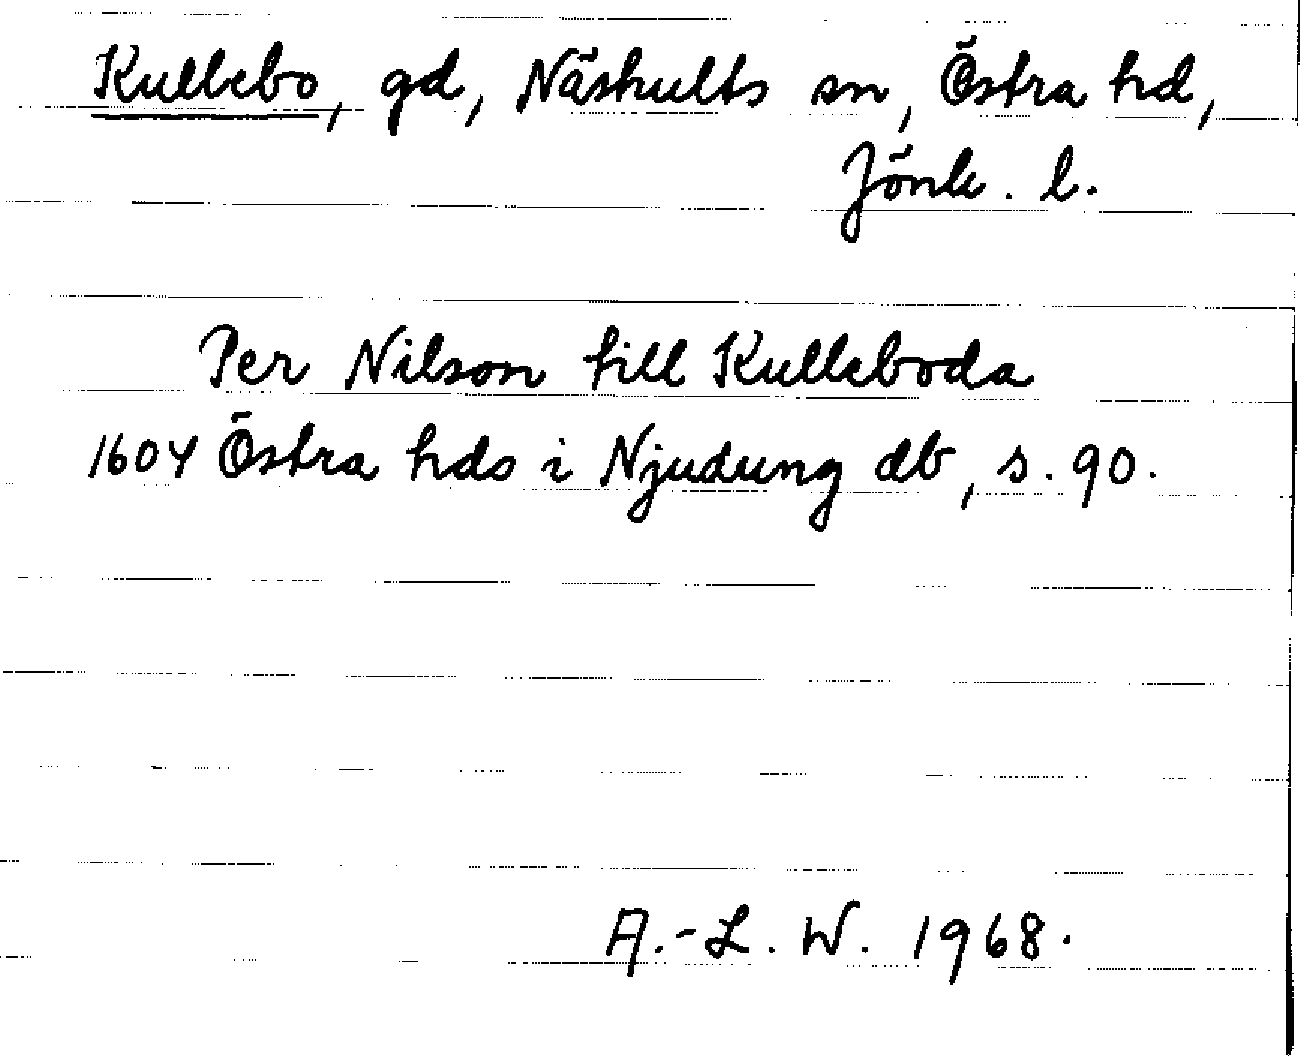 Kullebo, gd, Näshults sn, Östra hd,
Jönk. l.
Per Nilson till Kulleboda
1604 Östra hds i Njudung db, s. 90.
A.-L. W. 1968.